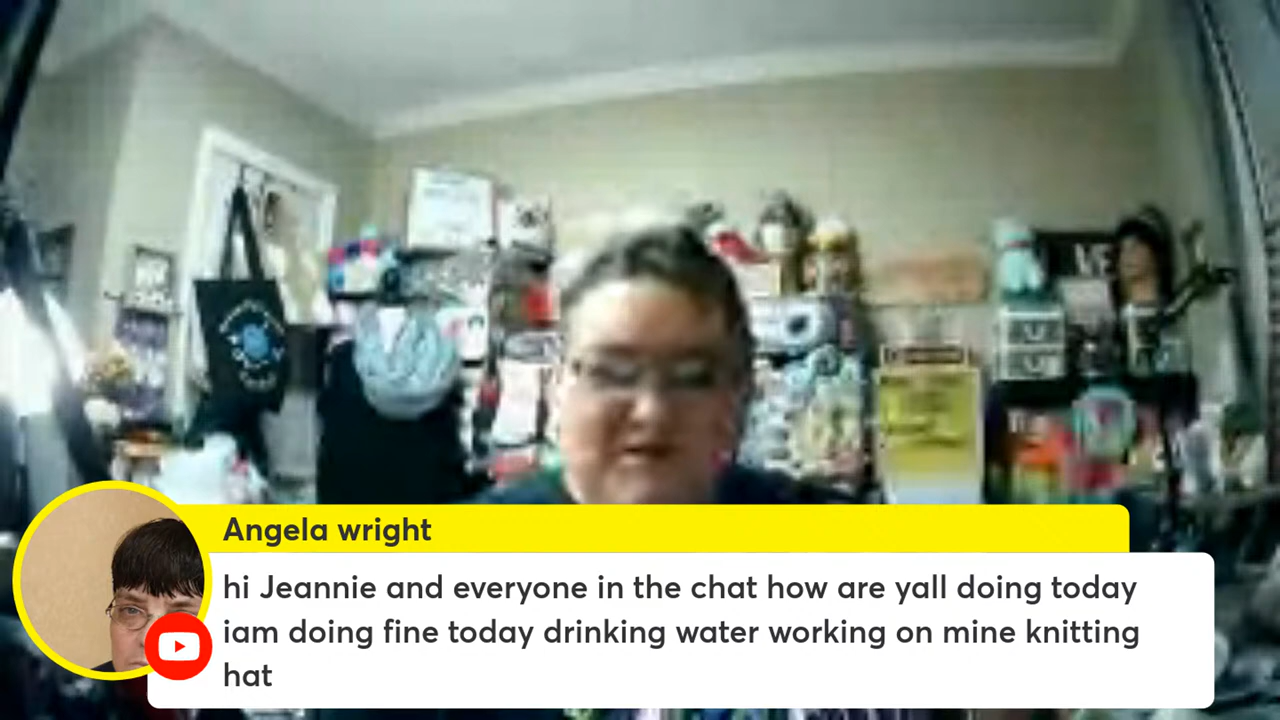 Angela wright
hi Jeannie and everyone in the chat how are yall doing today
iam doing fine today drinking water working on mine knitting
hat